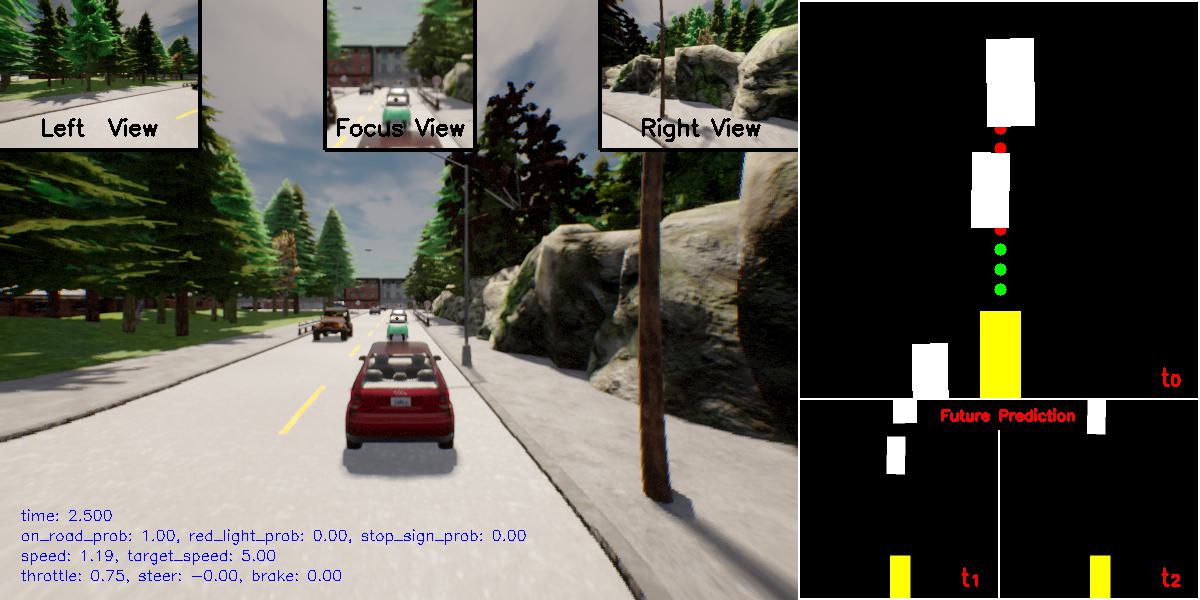 Left View
Focus View
Right View
t0
Future Prediction
t1
t2
time: 2.500
on_road_prob: 1.00, red_light_prob: 0.00, stop_sign_prob: 0.00
speed: 1.19, target_speed: 5.00
throttle: 0.75, steer: −0.00, brake: 0.00